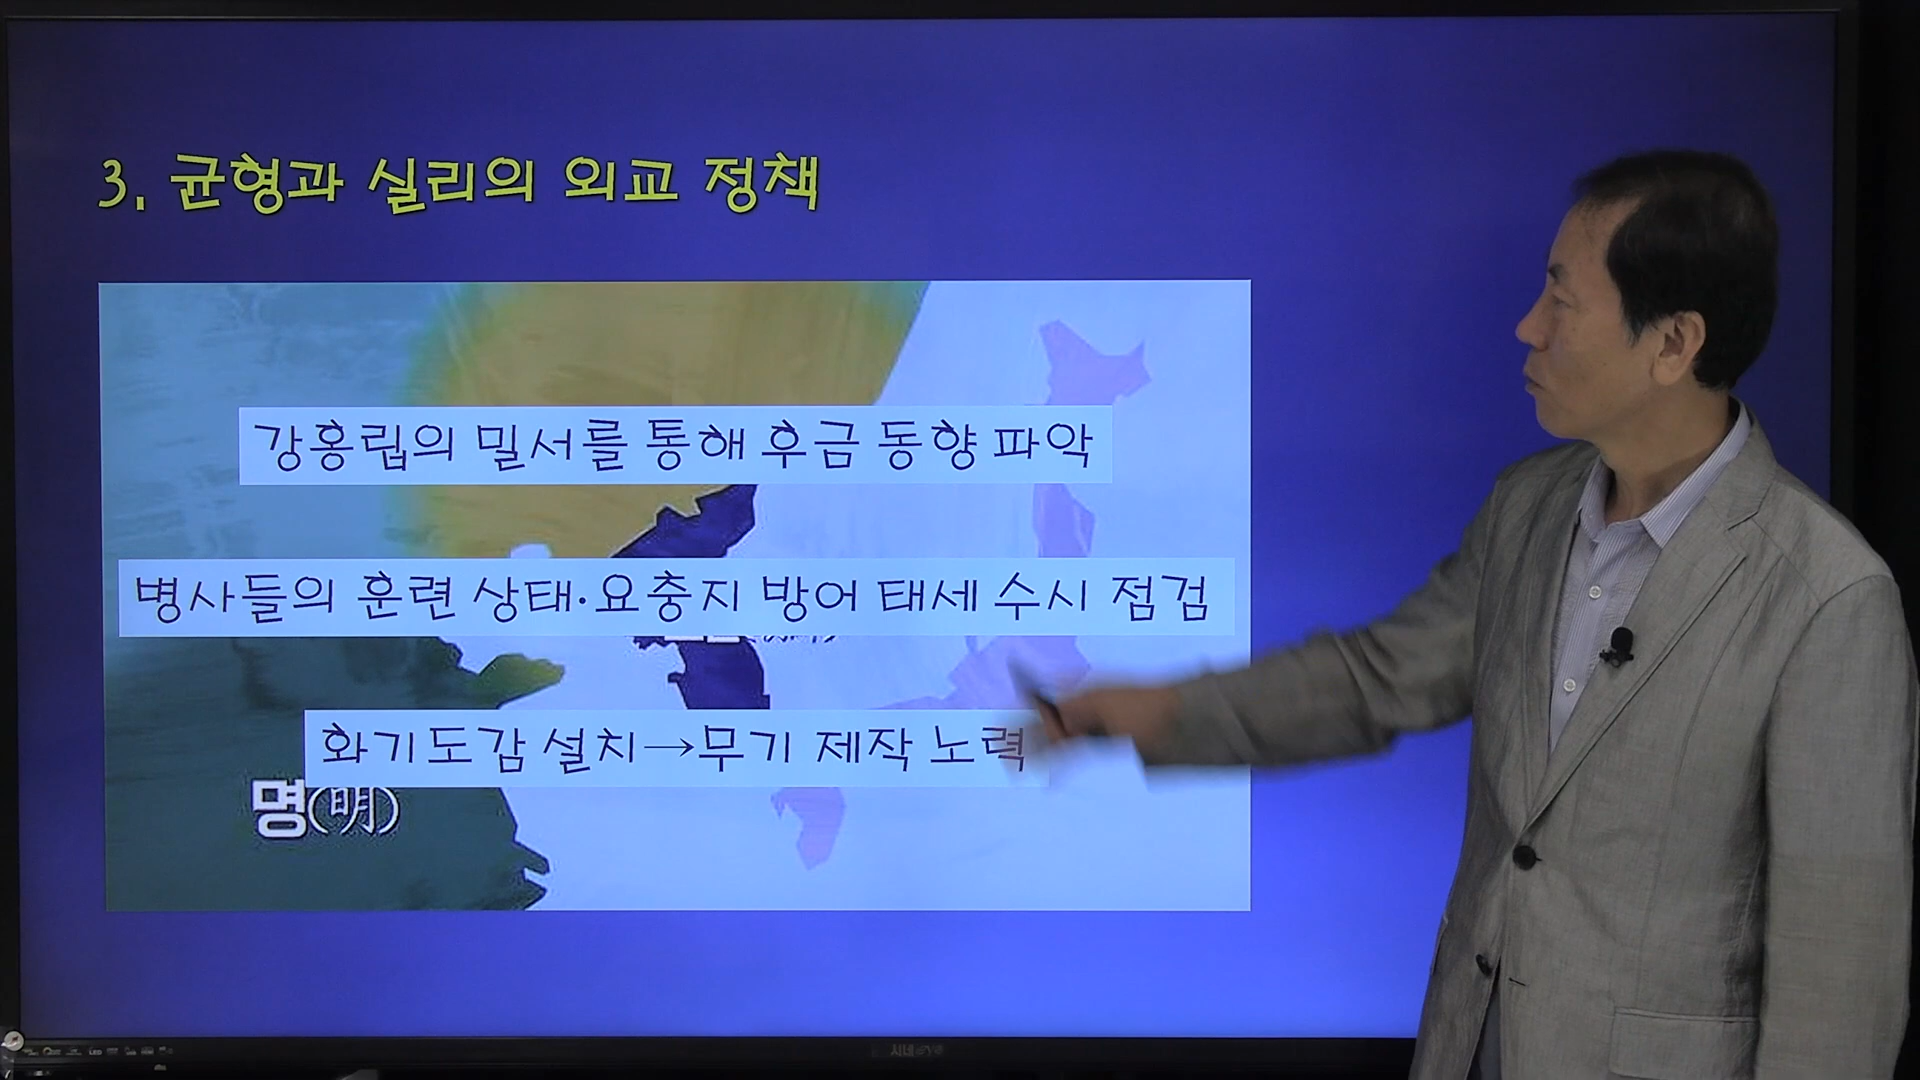 3. 균형과 실리의 외교 정책
강홍립의 밀서를 통해 후금 동향 파악
병사들의 훈련 상태·요충지 방어 태세 수시 점검
화기도감 설치→무기 제작 노력
명(明)